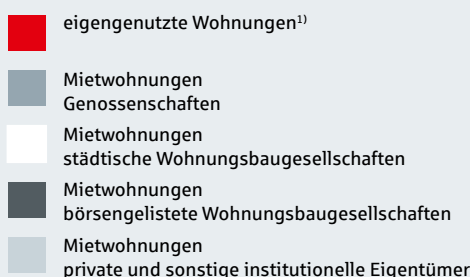 eigengenutzte Wohnungen¹⁾
Mietwohnungen
Genossenschaften
Mietwohnungen
städtische Wohnungsbaugesellschaften
Mietwohnungen
börsengelistete Wohnungsbaugesellschaften
Mietwohnungen
private und sonstige institutionelle Eigentümer